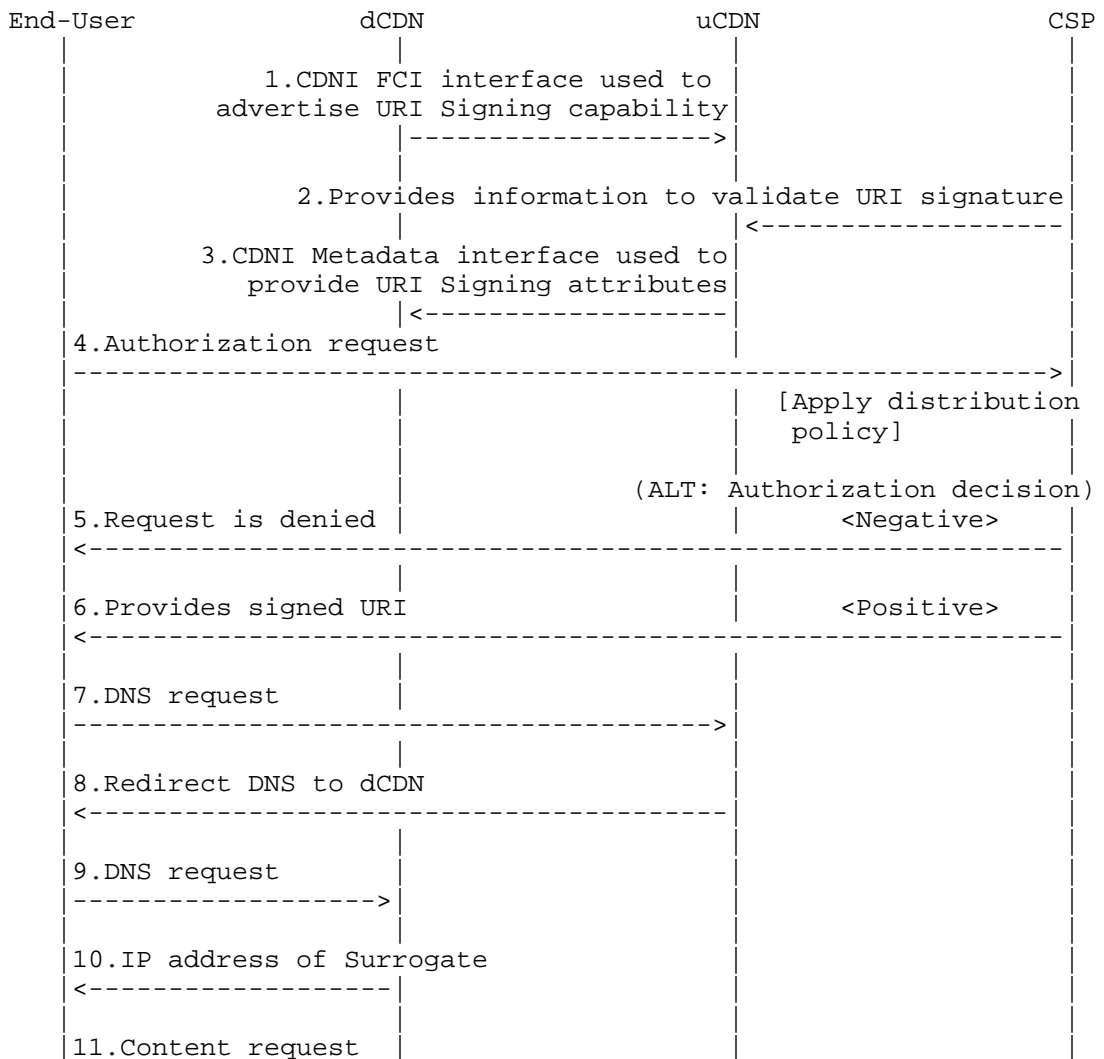 End-User dCDN uCDN CSP
1.CDNI FCI interface used to
advertise URI Signing capability
2.Provides information to validate URI signature
3.CDNI Metadata interface used to
provide URI Signing attributes
4.Authorization request
[Apply distribution
policy]
(ALT: Authorization decision)
5.Request is denied <Negative>
6.Provides signed URI <Positive>
7.DNS request
8.Redirect DNS to dCDN
9.DNS request
10.IP address of Surrogate
11.Content request